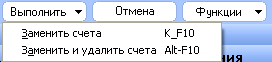 Выполнить Отмена Функции
Заменить счета K_F10
Заменить и удалить счета Alt-F10